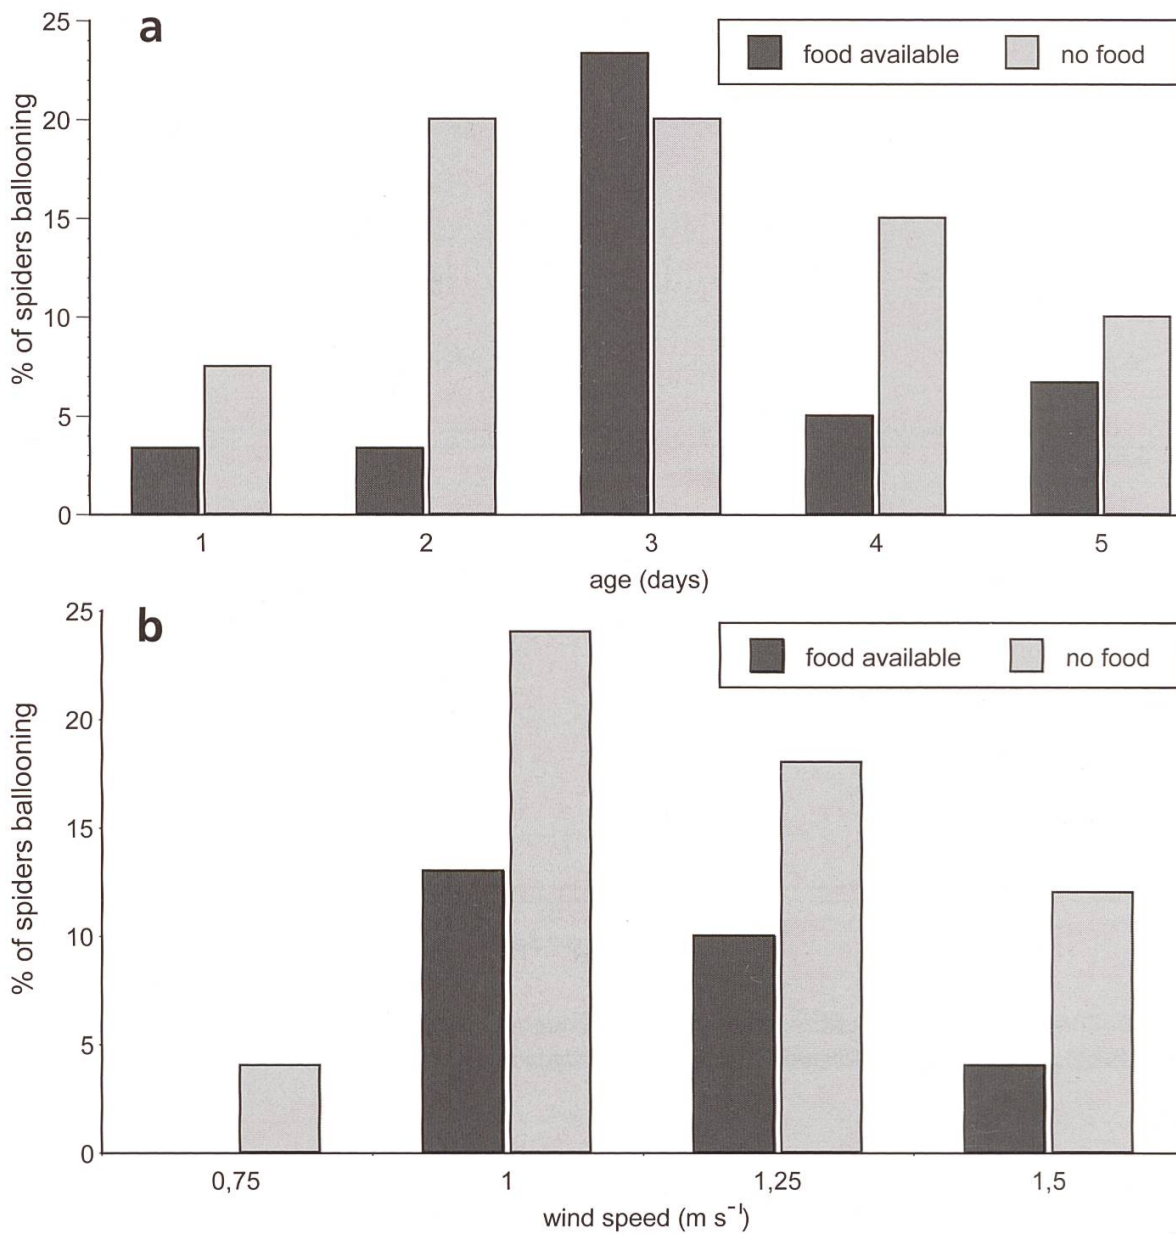 a
food available no food
25
20
15
10
5
0
% of spiders ballooning
1 2 3 4 5
age (days)
b
food available no food
25
20
15
10
5
0
% of spiders ballooning
0,75 1 1,25 1,5
wind speed (m s⁻¹)